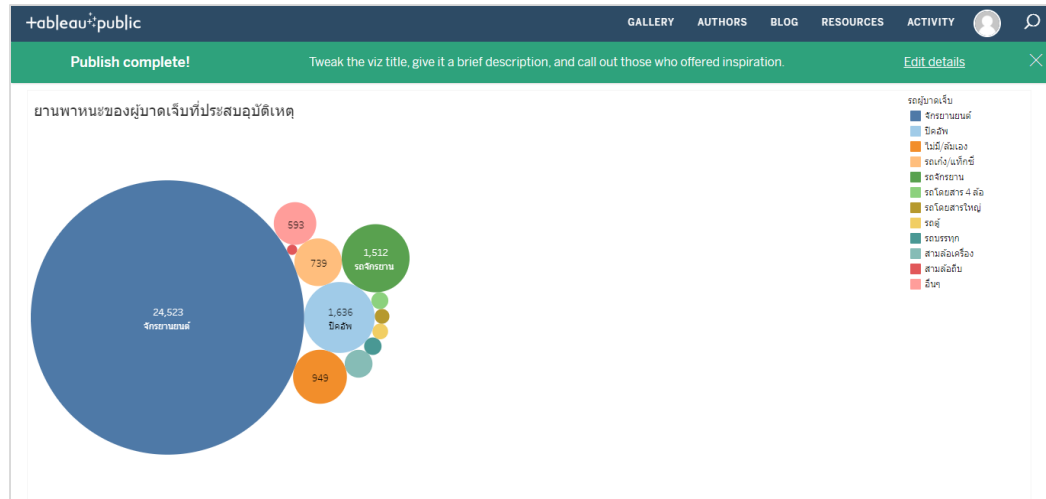 +ableau public
GALLERY AUTHORS BLOG RESOURCES ACTIVITY
Publish complete! Tweak the viz title, give it a brief description, and call out those who offered inspiration. Edit details
ยานพาหนะของผู้บาดเจ็บที่ประสบอุบัติเหตุ
รถผู้บาดเจ็บ
จักรยานยนต์
ปิคอัพ
ไม่มี/ล้มเอง
รถเก๋ง/แท็กซี่
รถจักรยาน
รถโดยสาร 4 ล้อ
รถโดยสารใหญ่
รถตู้
รถบรรทุก
สามล้อเครื่อง
สามล้อถีบ
อื่นๆ
593
739
1,512
รถจักรยาน
24,523
จักรยานยนต์
1,636
ปิคอัพ
949